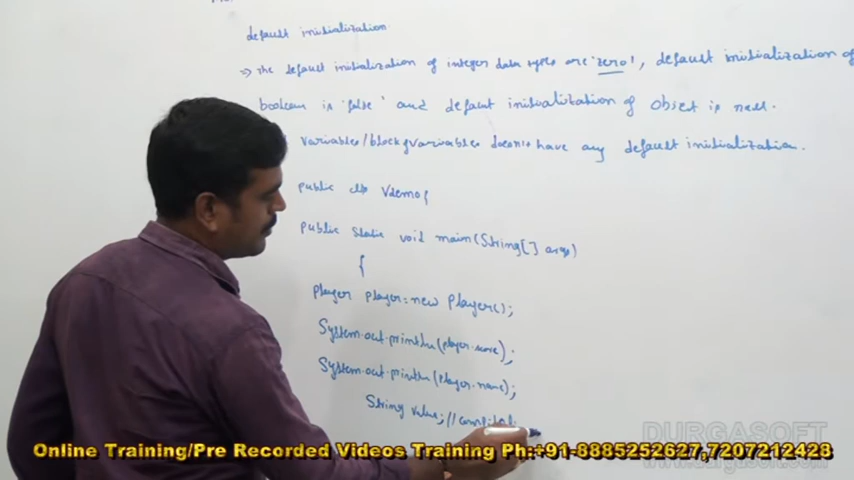 default initialization
⇒ the default initialization of integer data types are 'zero', default initialization of
boolean is 'false' and default initialization of Object is null.
variables/block variables doesn't have any default initialization.
public class Vdemo{
public static void main(String[] args)
{
Player player=new Player();
System.out.println(player.score);
System.out.println(player.name);
String value; //
DURGASOFT
www.durgasoft.com
Online Training/Pre Recorded Videos Training Ph:+91-8885252627,7207212428